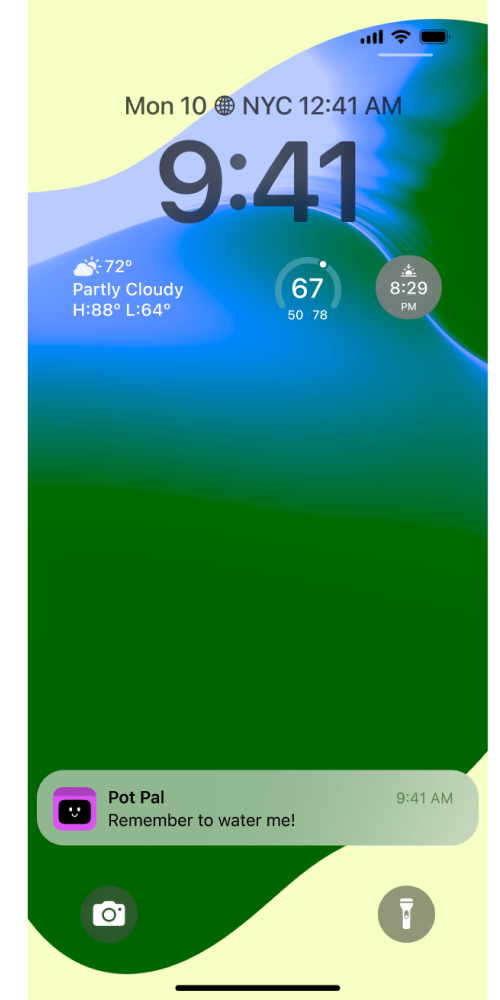 Mon 10 NYC 12:41 AM
9:41
72°
Partly Cloudy
H:88° L:64°
67
50 78
8:29
PM
Pot Pal
9:41 AM
Remember to water me!